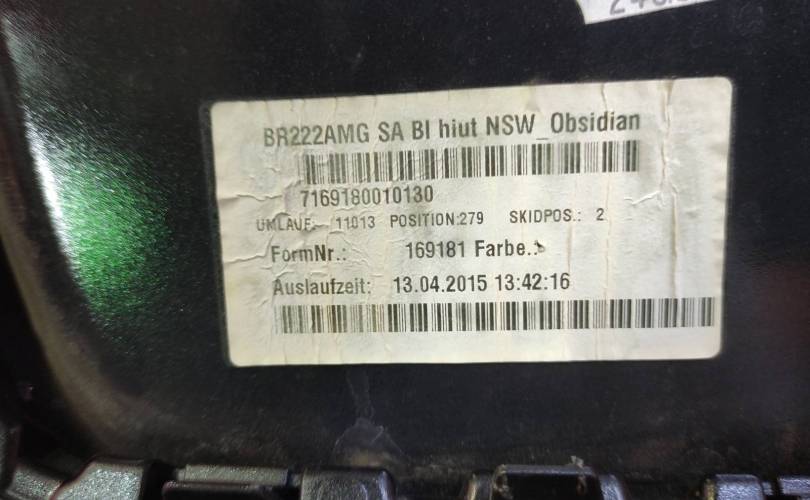 BR222AMG SA BI hiut NSW_Obsidian
7169180010130
UMLAUF: 11013 POSITION:279 SKIDPOS.: 2
FormNr.: 169181 Farbe.:
Auslaufzeit: 13.04.2015 13:42:16